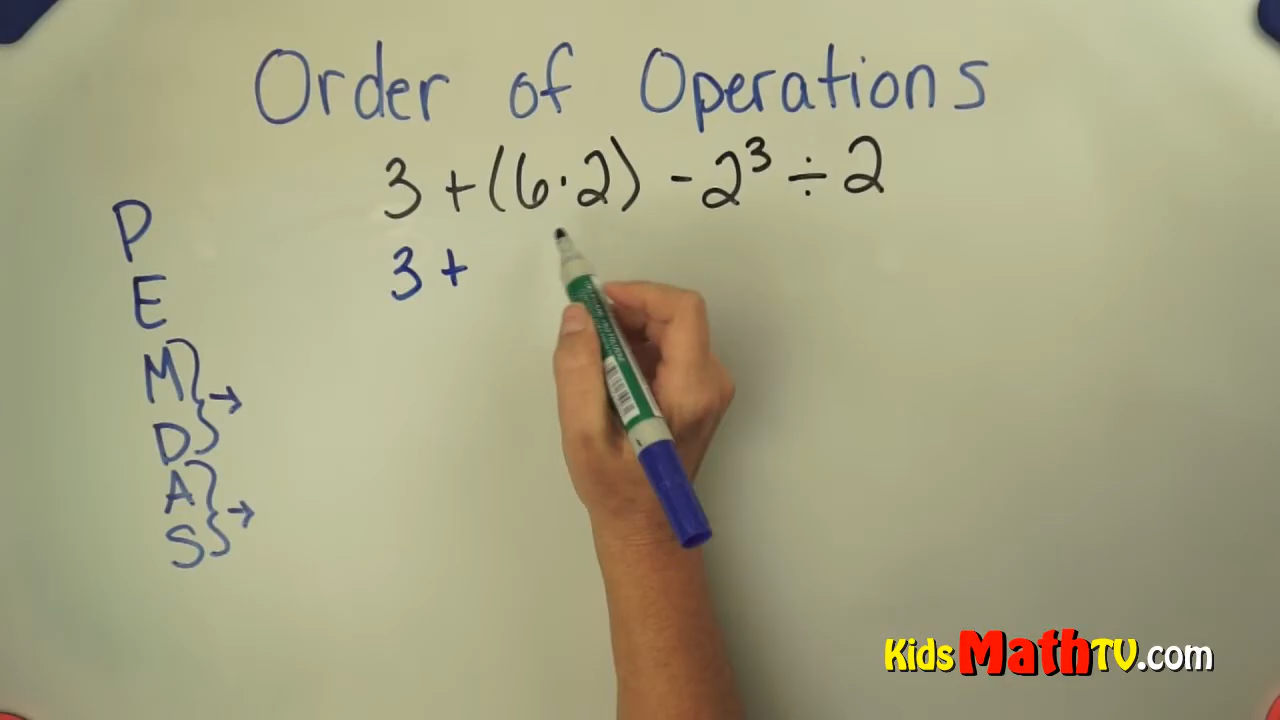 Order of Operations
3 + (6 · 2) - 2³ ÷ 2
3 +
P
E
M
D
A
S
KidsMathTV.com